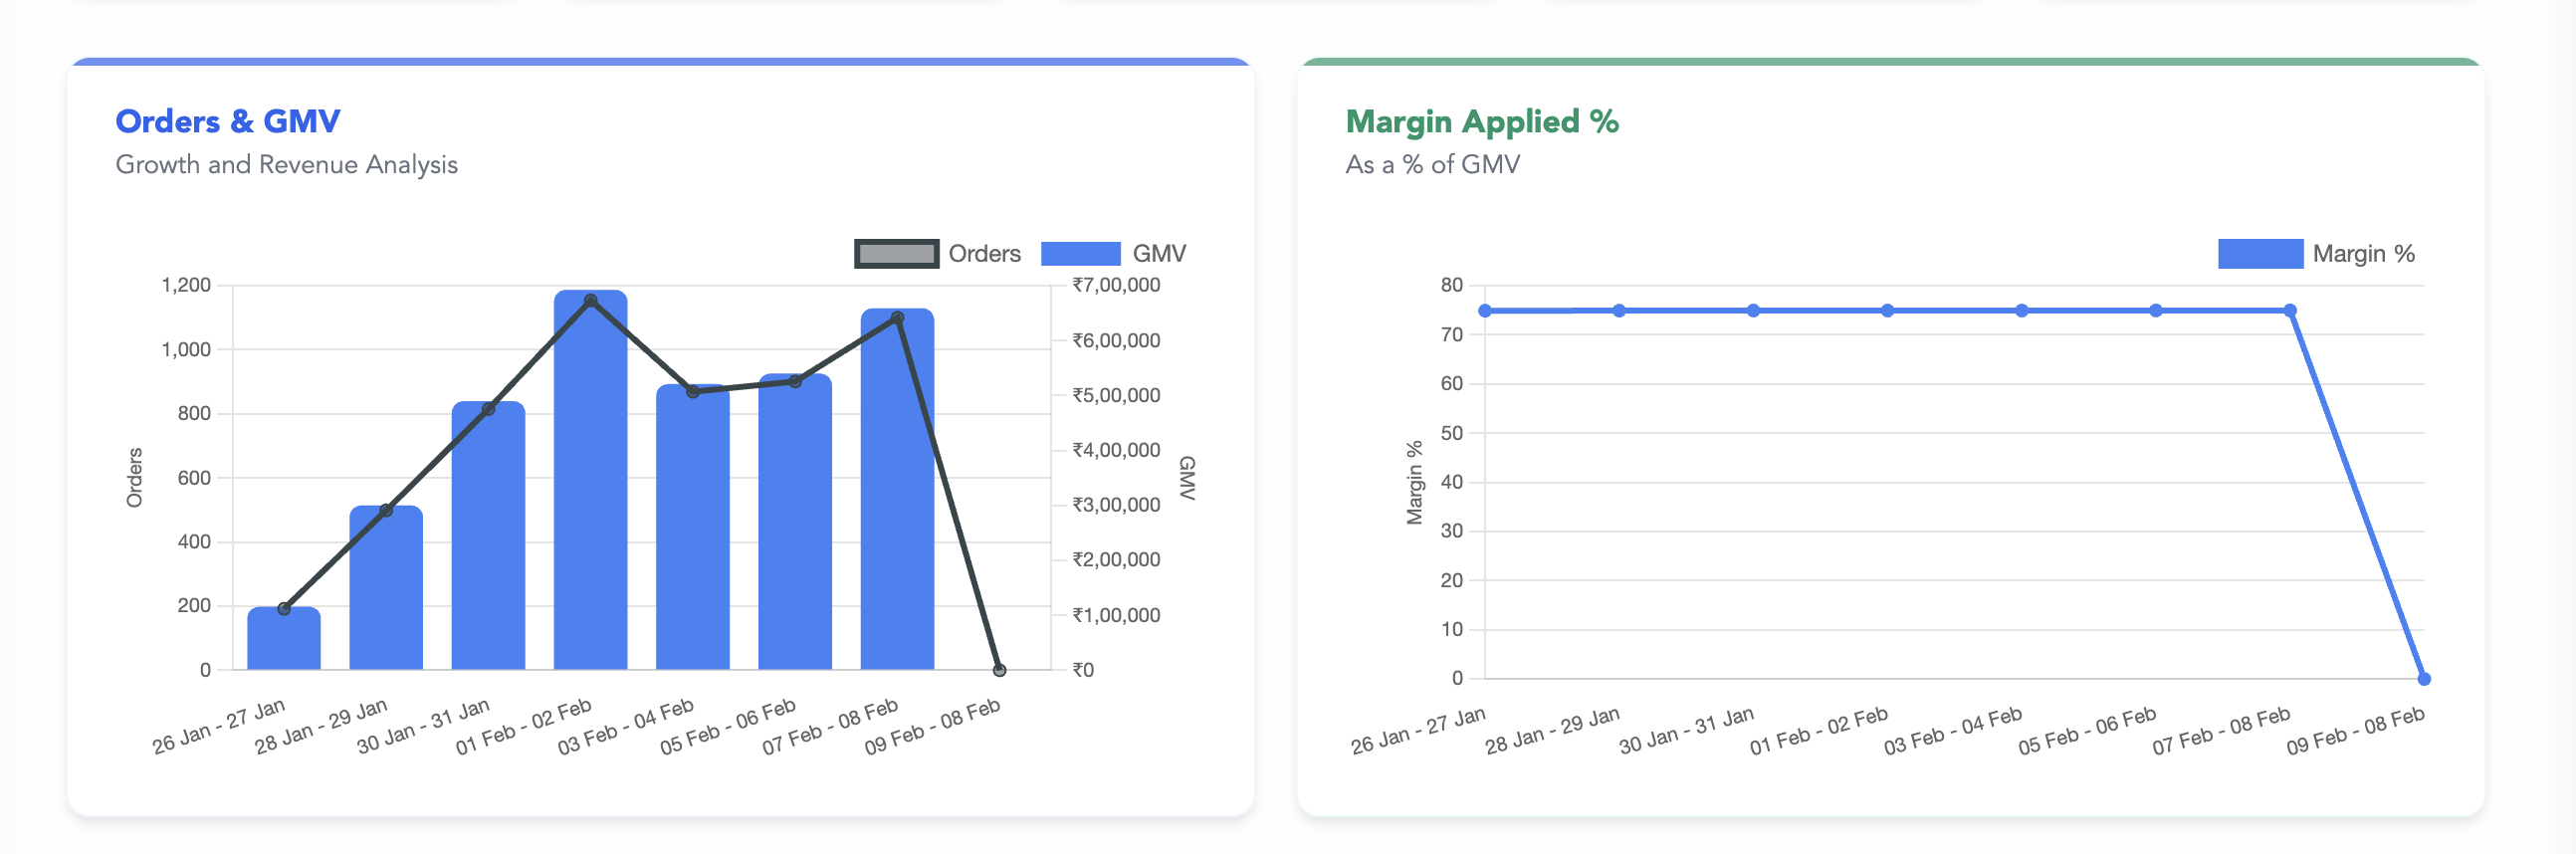 Orders & GMV
Growth and Revenue Analysis
Orders GMV
1,200
1,000
800
600
400
200
0
Orders
₹7,00,000
₹6,00,000
₹5,00,000
₹4,00,000
₹3,00,000
₹2,00,000
₹1,00,000
₹0
GMV
26 Jan - 27 Jan
28 Jan - 29 Jan
30 Jan - 31 Jan
01 Feb - 02 Feb
03 Feb - 04 Feb
05 Feb - 06 Feb
07 Feb - 08 Feb
09 Feb - 08 Feb
Margin Applied %
As a % of GMV
Margin %
80
70
60
50
40
30
20
10
0
Margin %
26 Jan - 27 Jan
28 Jan - 29 Jan
30 Jan - 31 Jan
01 Feb - 02 Feb
03 Feb - 04 Feb
05 Feb - 06 Feb
07 Feb - 08 Feb
09 Feb - 08 Feb